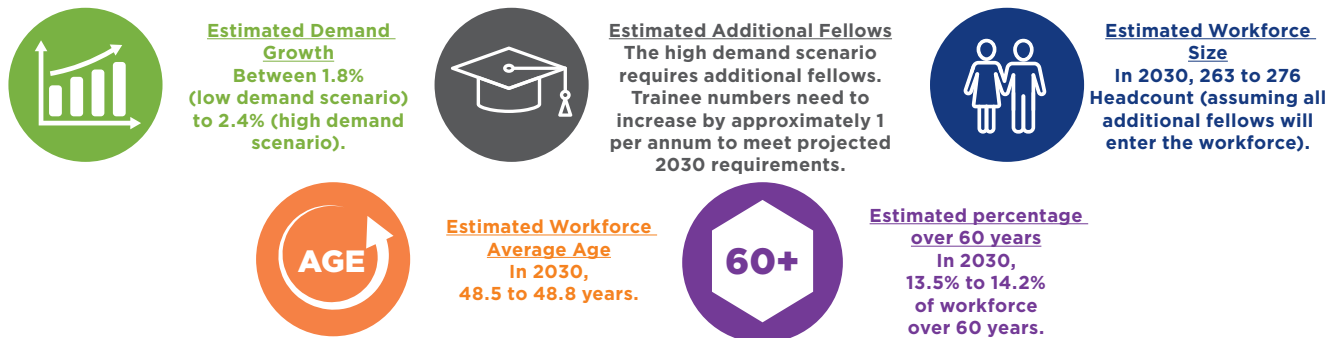 Estimated Demand
Growth
Between 1.8%
(low demand scenario)
to 2.4% (high demand
scenario).
Estimated Additional Fellows
The high demand scenario
requires additional fellows.
Trainee numbers need to
increase by approximately 1
per annum to meet projected
2030 requirements.
Estimated Workforce
Size
In 2030, 263 to 276
Headcount (assuming all
additional fellows will
enter the workforce).
AGE
Estimated Workforce
Average Age
In 2030,
48.5 to 48.8 years.
60+
Estimated percentage
over 60 years
In 2030,
13.5% to 14.2%
of workforce
over 60 years.